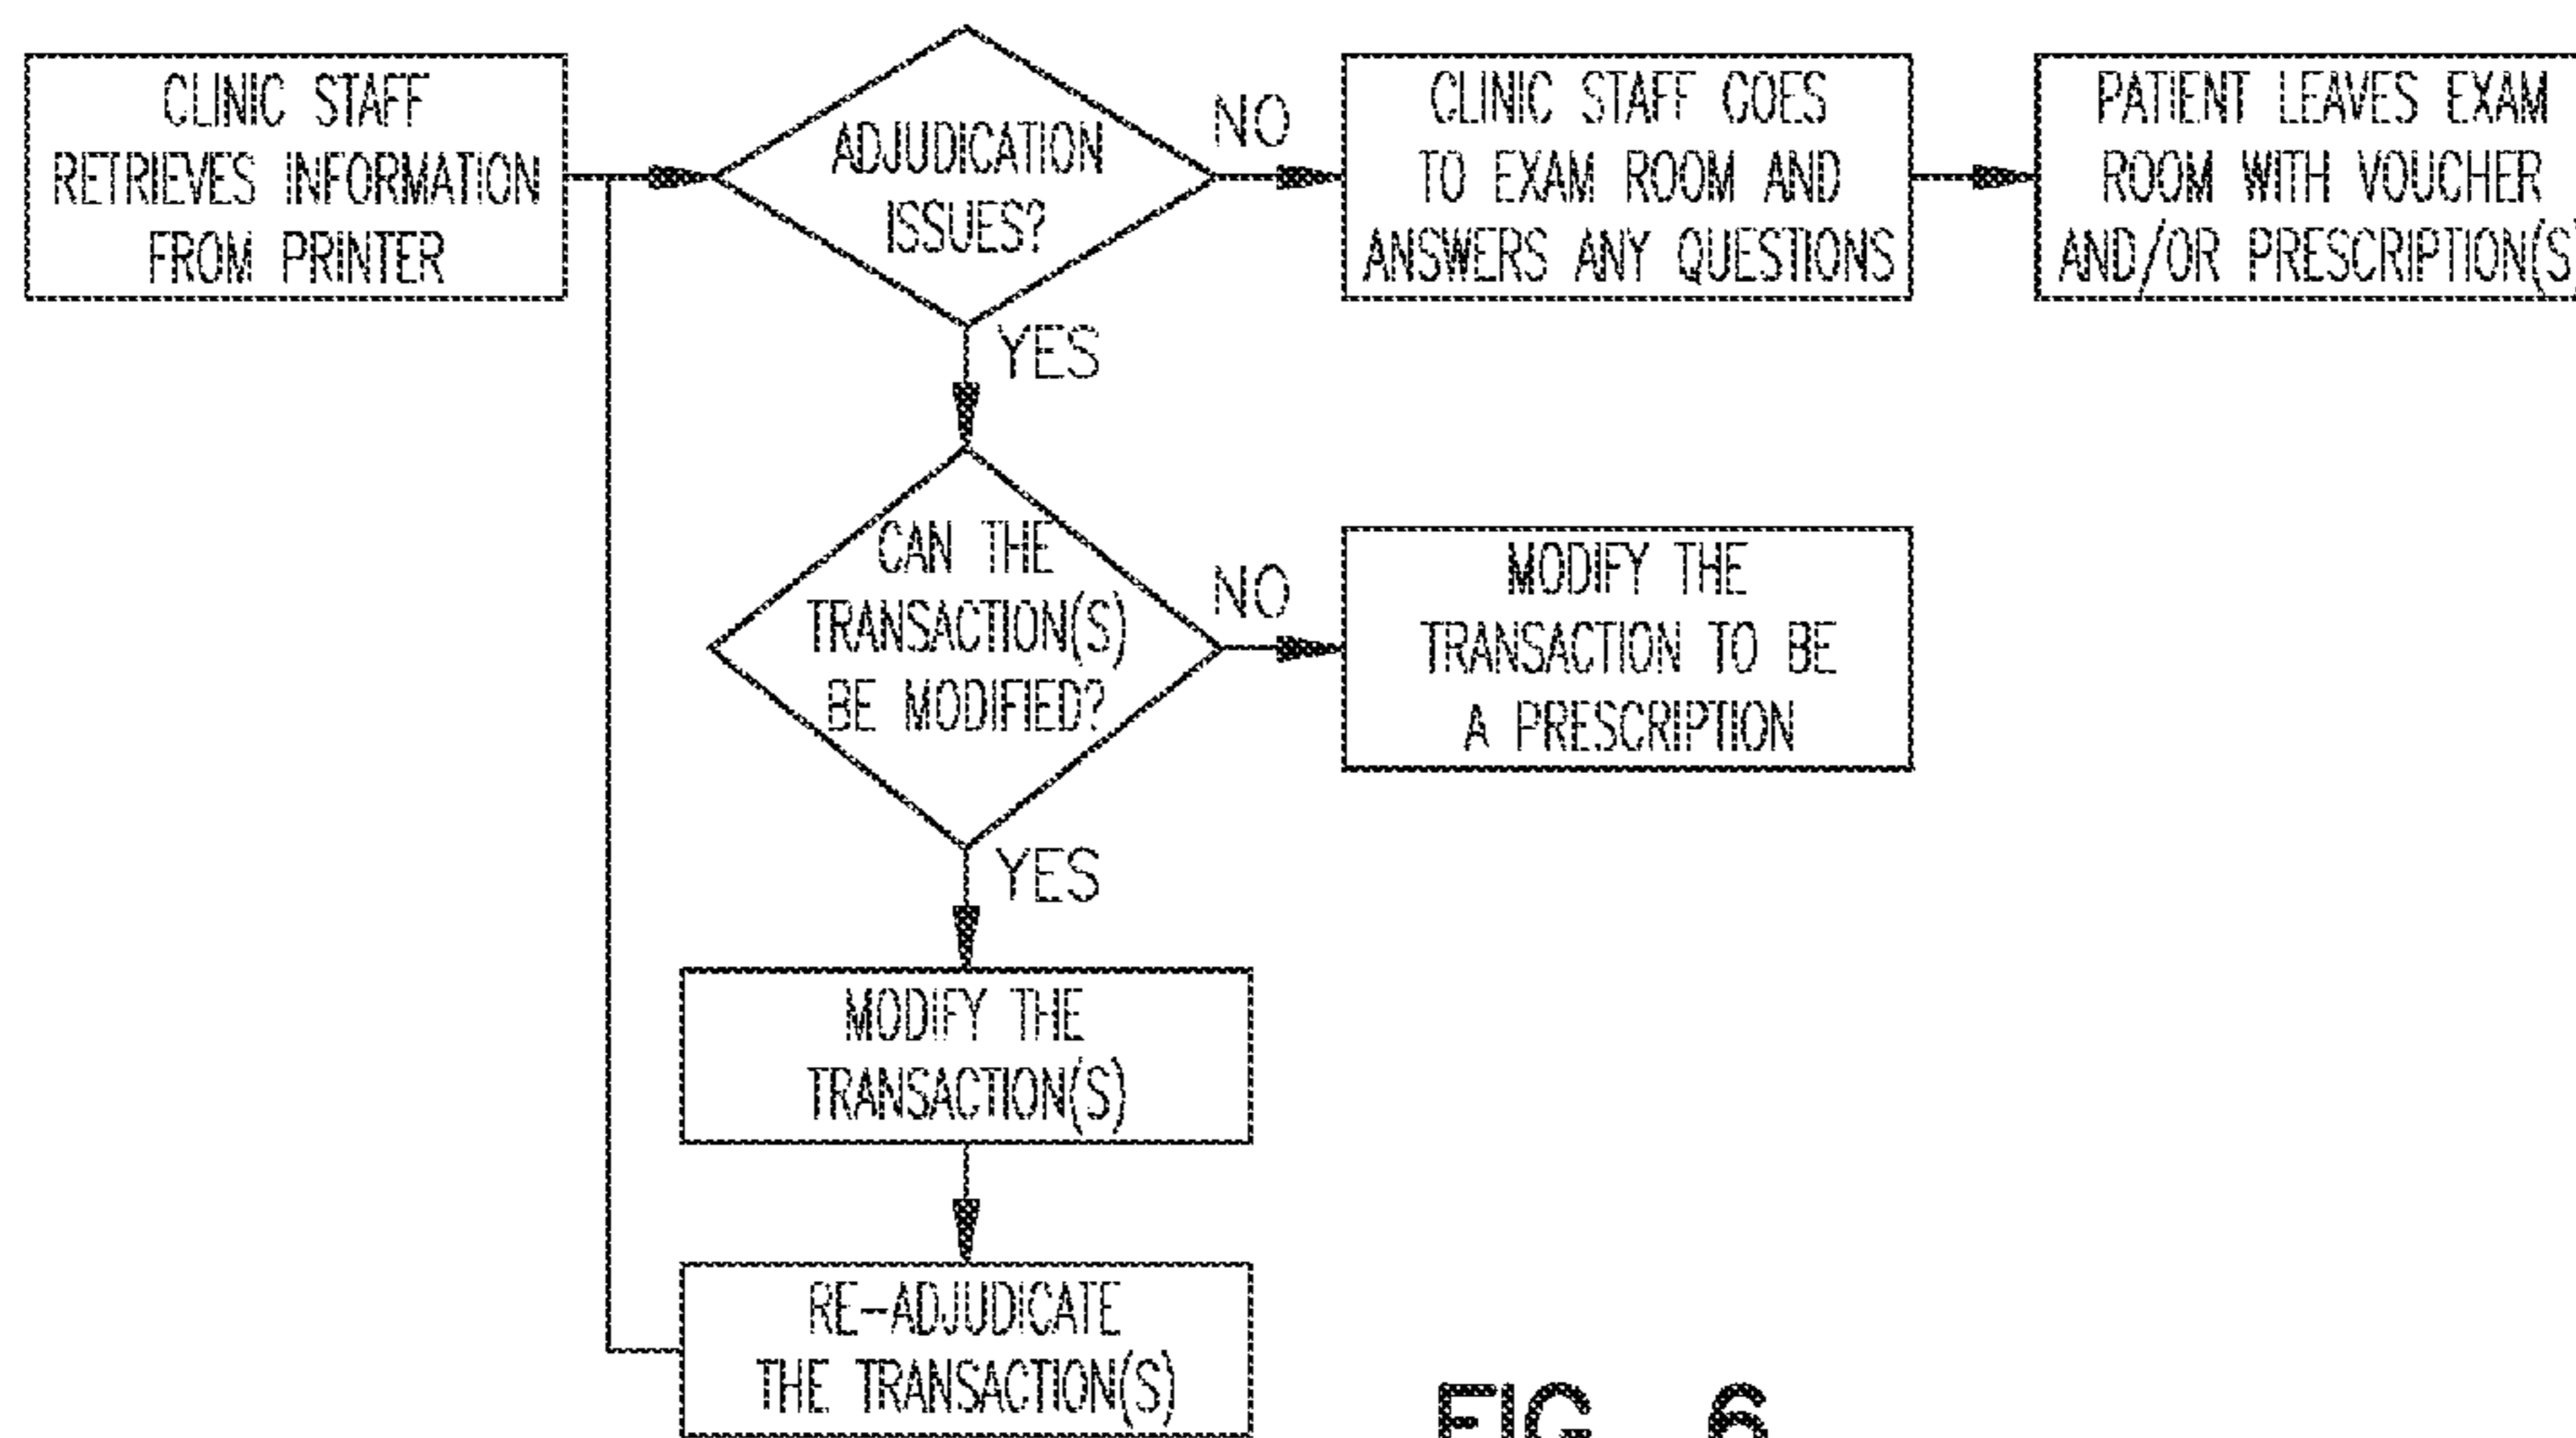 CLINIC STAFF
RETRIEVES INFORMATION
FROM PRINTER
ADJUDICATION
ISSUES?
NO
CLINIC STAFF GOES
TO EXAM ROOM AND
ANSWERS ANY QUESTIONS
PATIENT LEAVES EXAM
ROOM WITH VOUCHER
AND/OR PRESCRIPTION(S)
YES
CAN THE
TRANSACTION(S)
BE MODIFIED?
NO
MODIFY THE
TRANSACTION TO BE
A PRESCRIPTION
YES
MODIFY THE
TRANSACTION(S)
RE-ADJUDICATE
THE TRANSACTION(S)
FIG. 6